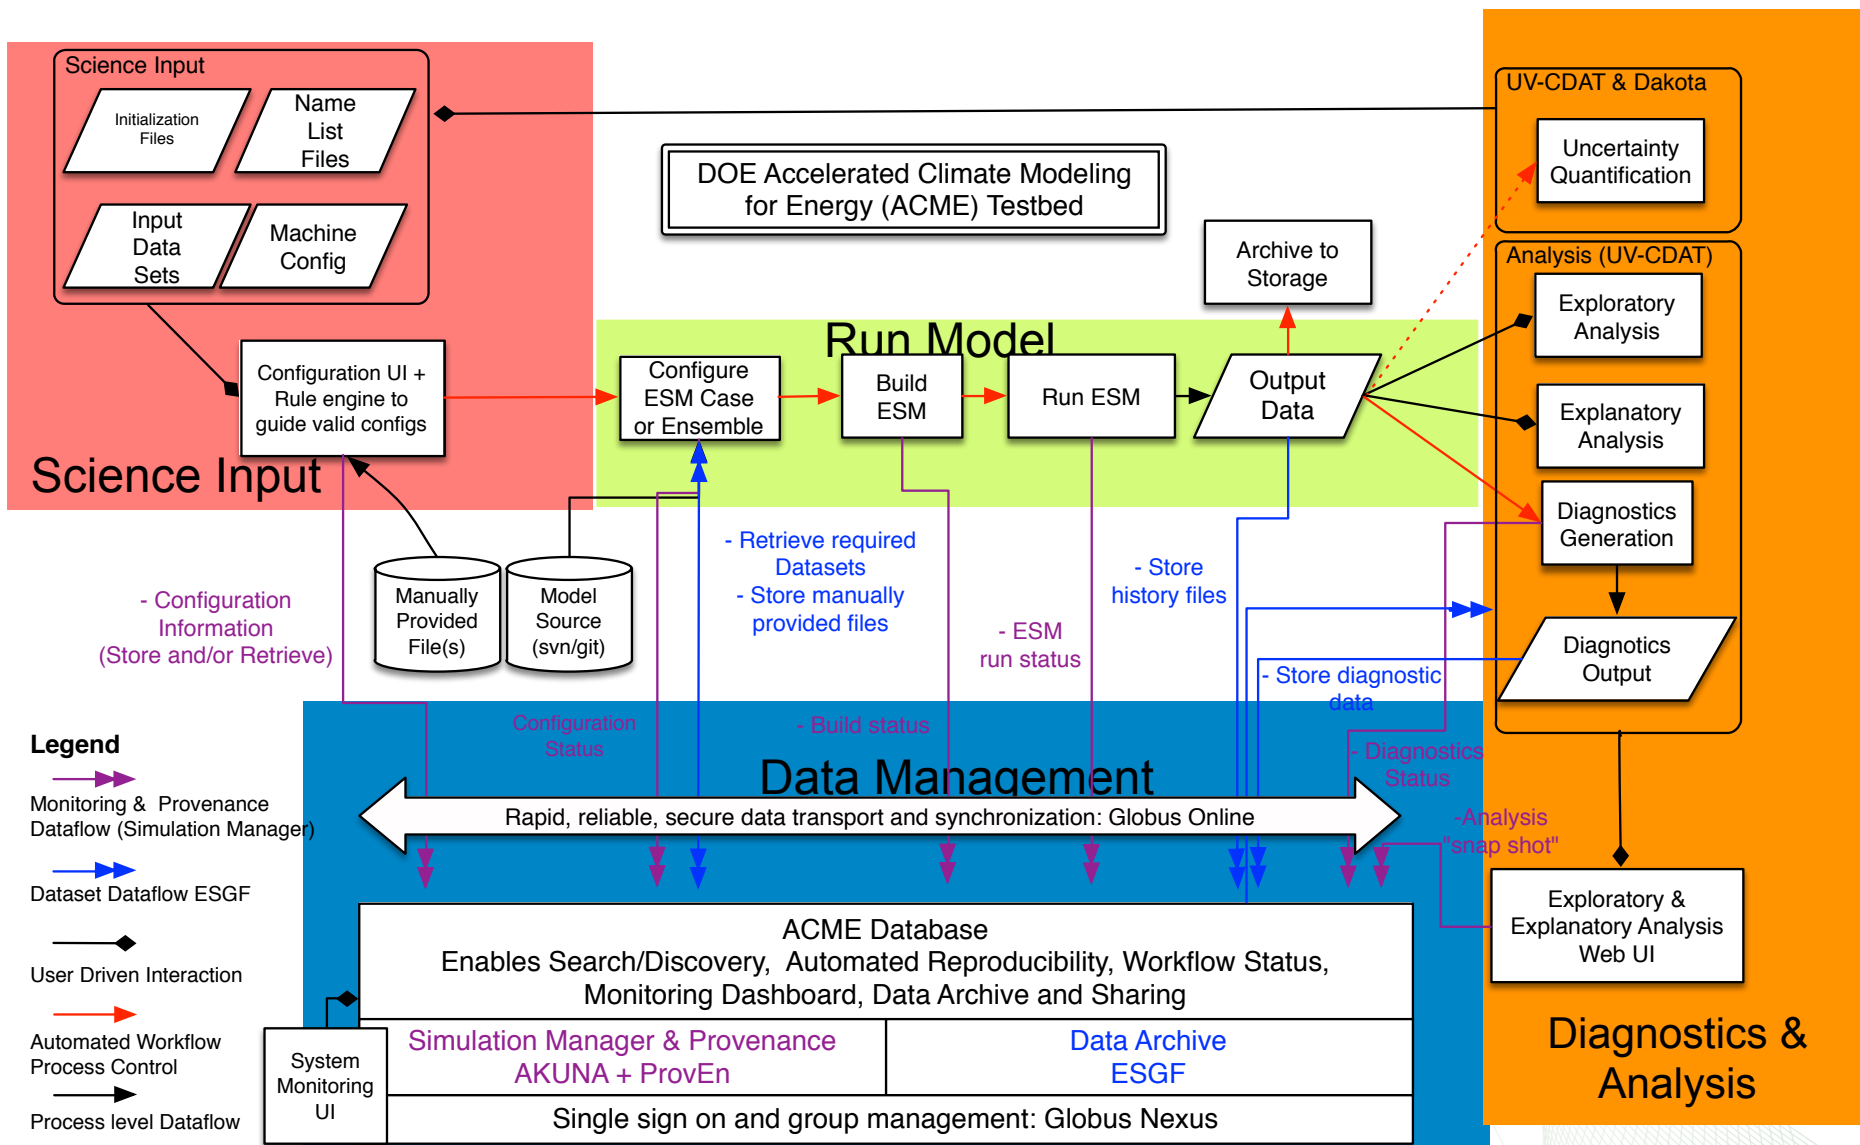 Science Input
Initialization
Files
Name
List
Files
Input
Data
Sets
Machine
Config
Configuration UI +
Rule engine to
guide valid configs
Science Input
DOE Accelerated Climate Modeling
for Energy (ACME) Testbed
Run Model
Configure
ESM Case
or Ensemble
Build
ESM
Run ESM
Output
Data
Archive to
Storage
UV-CDAT & Dakota
Uncertainty
Quantification
Analysis (UV-CDAT)
Exploratory
Analysis
Explanatory
Analysis
Diagnostics
Generation
Diagnotics
Output
Manually
Provided
File(s)
Model
Source
(svn/git)
- Configuration
Information
(Store and/or Retrieve)
- Retrieve required
Datasets
- Store manually
provided files
- ESM
run status
- Store
history files
- Store diagnostic
data
Configuration
Status
- Build status
- Diagnostics
Status
-Analysis
"snap shot"
Data Management
Rapid, reliable, secure data transport and synchronization: Globus Online
ACME Database
Enables Search/Discovery, Automated Reproducibility, Workflow Status,
Monitoring Dashboard, Data Archive and Sharing
Simulation Manager & Provenance
AKUNA + ProvEn
Data Archive
ESGF
Single sign on and group management: Globus Nexus
System
Monitoring
UI
Exploratory &
Explanatory Analysis
Web UI
Diagnostics &
Analysis
Legend
Monitoring & Provenance
Dataflow (Simulation Manager)
Dataset Dataflow ESGF
User Driven Interaction
Automated Workflow
Process Control
Process level Dataflow